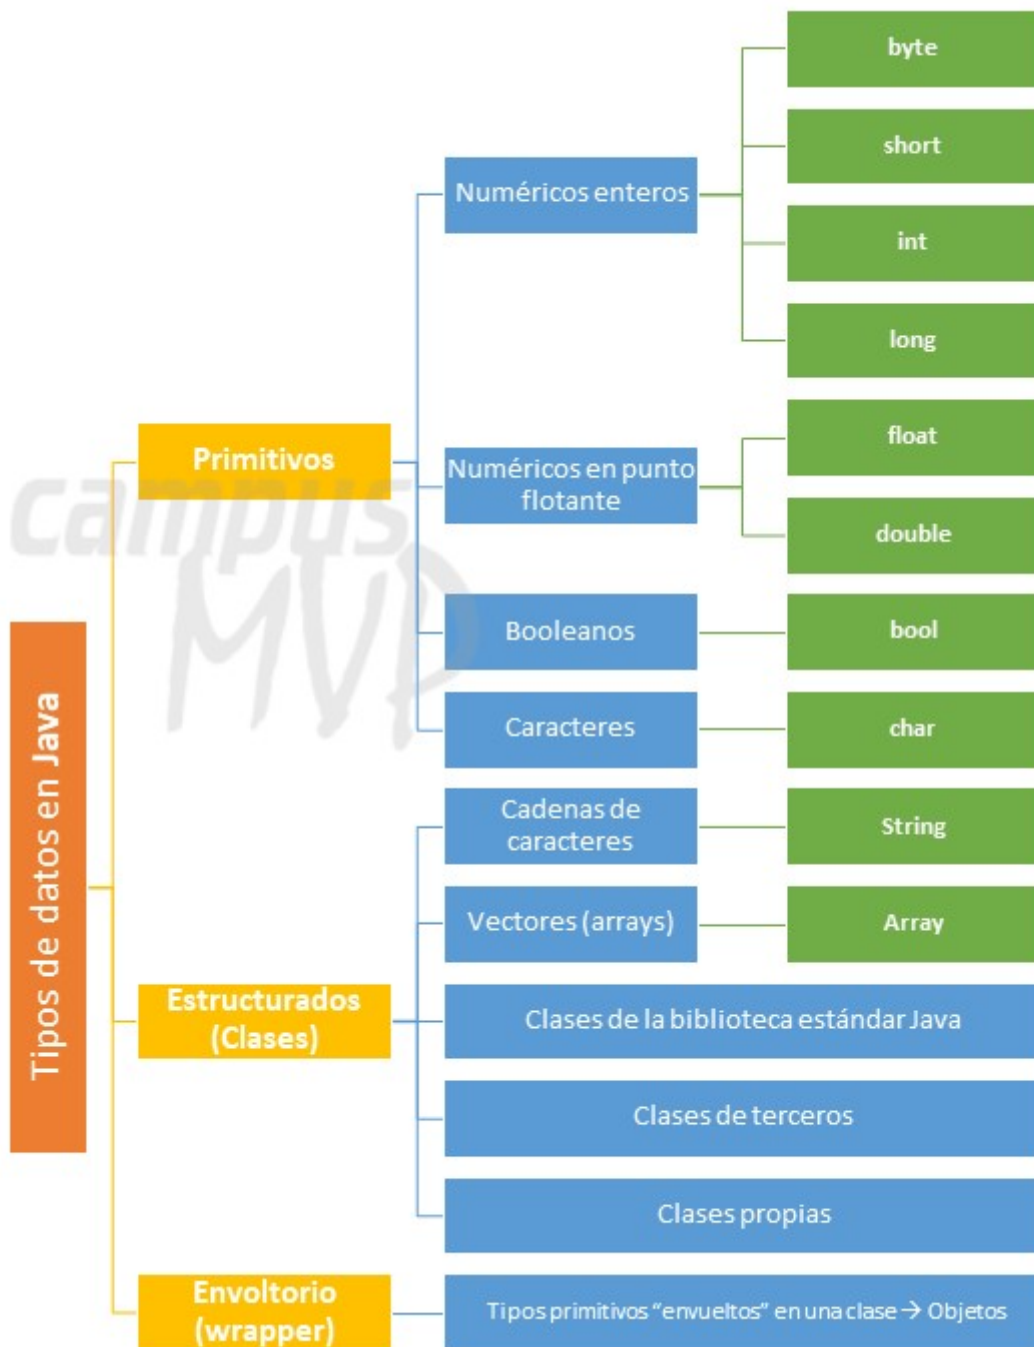 Tipos de datos en Java
Primitivos
Numéricos enteros
byte
short
int
long
Numéricos en punto
flotante
float
double
Booleanos
bool
Caracteres
char
Estructurados
(Clases)
Cadenas de
caracteres
String
Vectores (arrays)
Array
Clases de la biblioteca estándar Java
Clases de terceros
Clases propias
Envoltorio
(wrapper)
Tipos primitivos “envueltos” en una clase → Objetos
campus
MVP